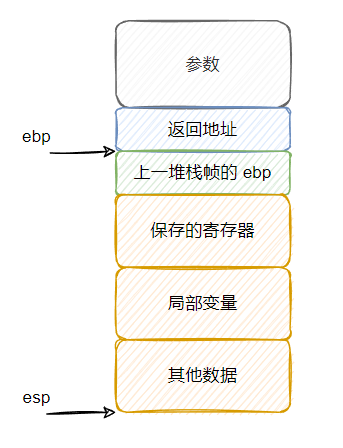 参数
返回地址
ebp
上一堆栈帧的 ebp
保存的寄存器
局部变量
其他数据
esp